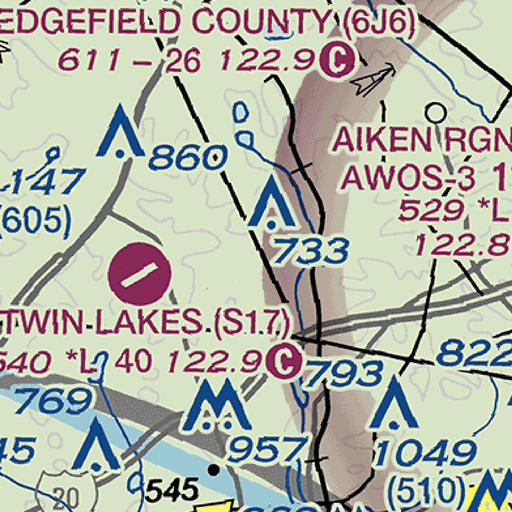 EDGEFIELD COUNTY (6J6)
611 - 26 122.9 C
860
AIKEN RGN
AWOS-3 1
529 *L
122.8
147
(605)
733
TWIN LAKES (S17)
540 *L 40 122.9 C
822
793
769
957
1049
(510)
45
20
545